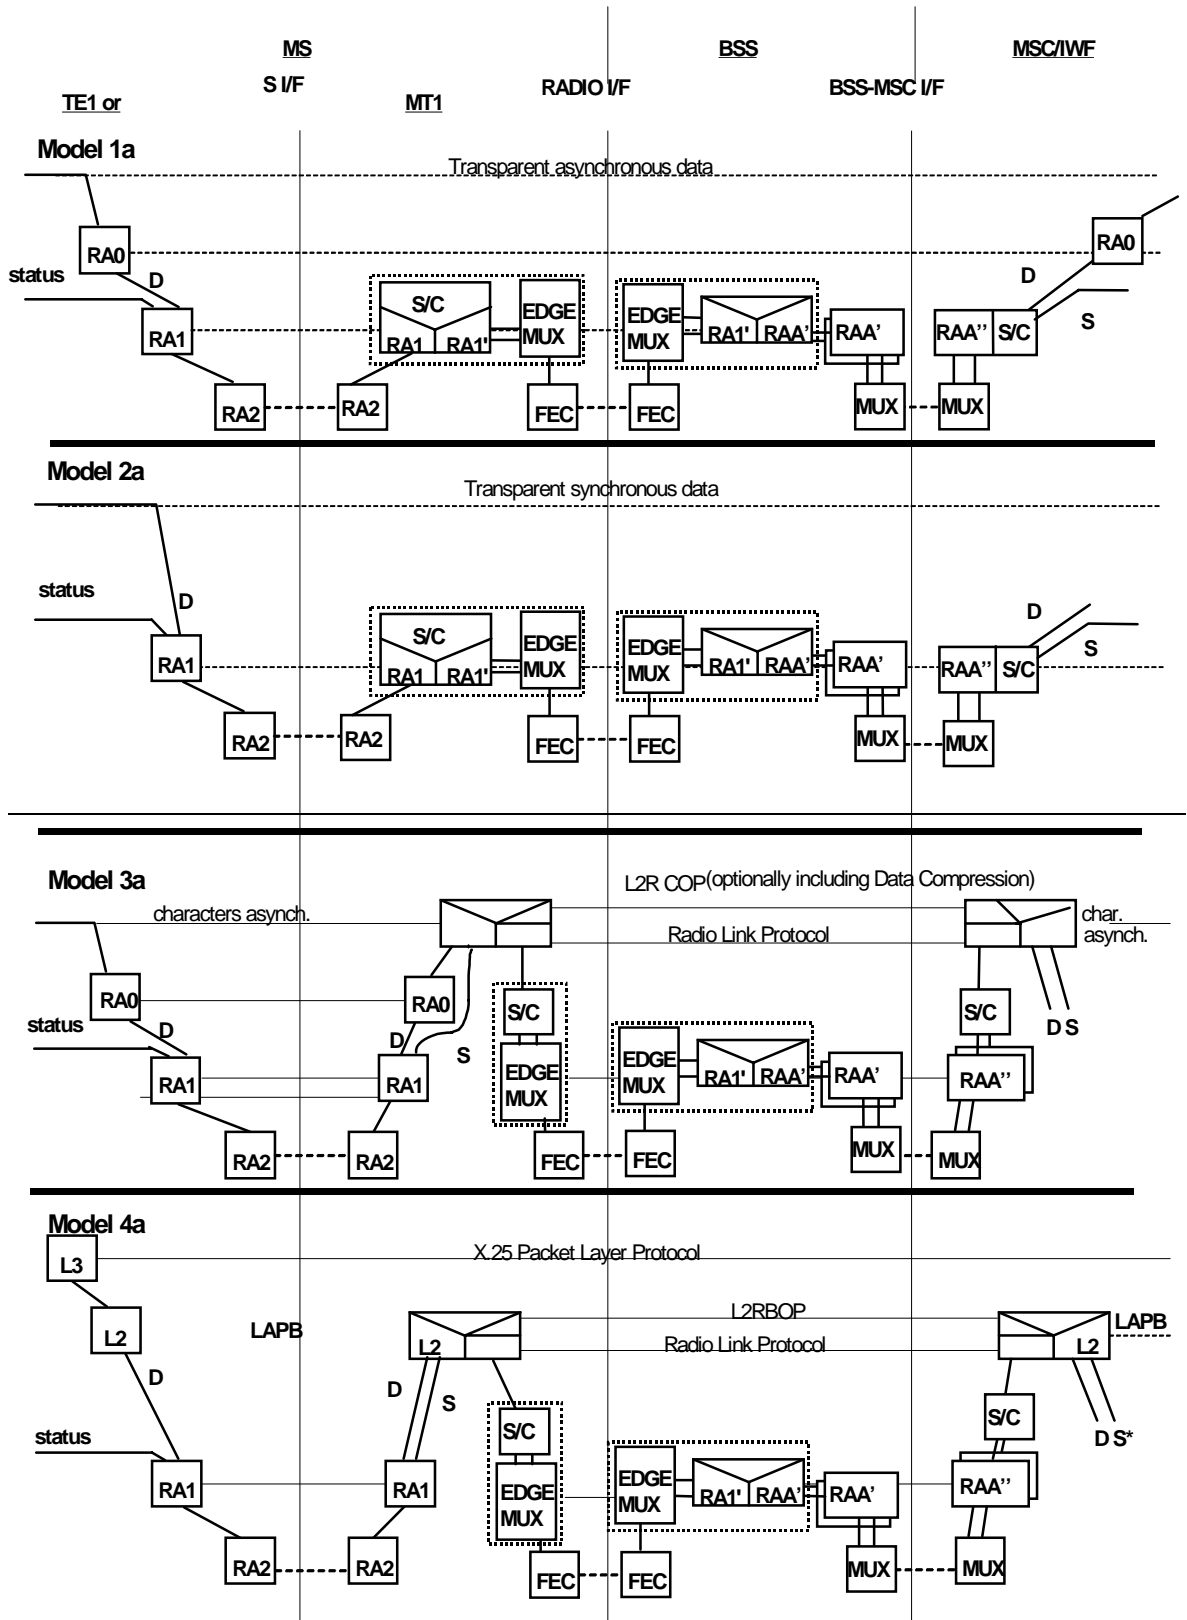 MS
BSS
MSC/IWF
S I/F
RADIO I/F
BSS-MSC I/F
TE1 or
MT1
Model 1a
Transparent asynchronous data
RA0
RA0
status
D
D
S/C
EDGE
MUX
EDGE
MUX
S
RA1
RA1
RA1'
RA1'
RAA'
RAA'
RAA''
S/C
RA2
RA2
FEC
FEC
MUX
MUX
Model 2a
Transparent synchronous data
status
D
D
S
S/C
EDGE
MUX
EDGE
MUX
RA1
RA1
RA1'
RA1'
RAA'
RAA'
RAA''
S/C
RA2
RA2
FEC
FEC
MUX
MUX
Model 3a
L2R COP(optionally including Data Compression)
characters asynch.
char.
asynch.
Radio Link Protocol
RA0
RA0
S/C
S/C
status
D
D
S
D S
EDGE
MUX
EDGE
MUX
RA1
RA1
RA1'
RAA'
RAA'
RAA''
RA2
RA2
FEC
FEC
MUX
MUX
Model 4a
X.25 Packet Layer Protocol
L3
L2RBOP
LAPB
LAPB
L2
L2
Radio Link Protocol
L2
D
D
S
S/C
S/C
D S*
status
EDGE
MUX
EDGE
MUX
RA1
RA1
RA1'
RAA'
RAA'
RAA''
RA2
RA2
FEC
FEC
MUX
MUX